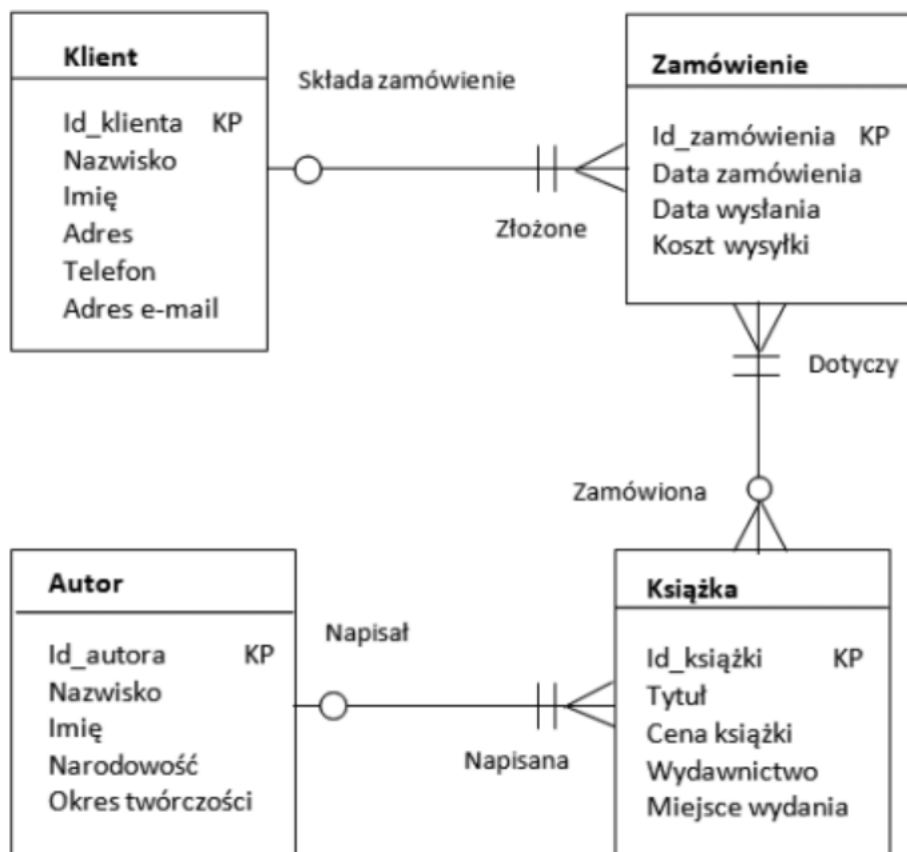 Klient
Id_klienta KP
Nazwisko
Imię
Adres
Telefon
Adres e-mail
Składa zamówienie
Złożone
Zamówienie
Id_zamówienia KP
Data zamówienia
Data wysłania
Koszt wysyłki
Dotyczy
Zamówiona
Autor
Id_autora KP
Nazwisko
Imię
Narodowość
Okres twórczości
Napisał
Napisana
Książka
Id_książki KP
Tytuł
Cena książki
Wydawnictwo
Miejsce wydania